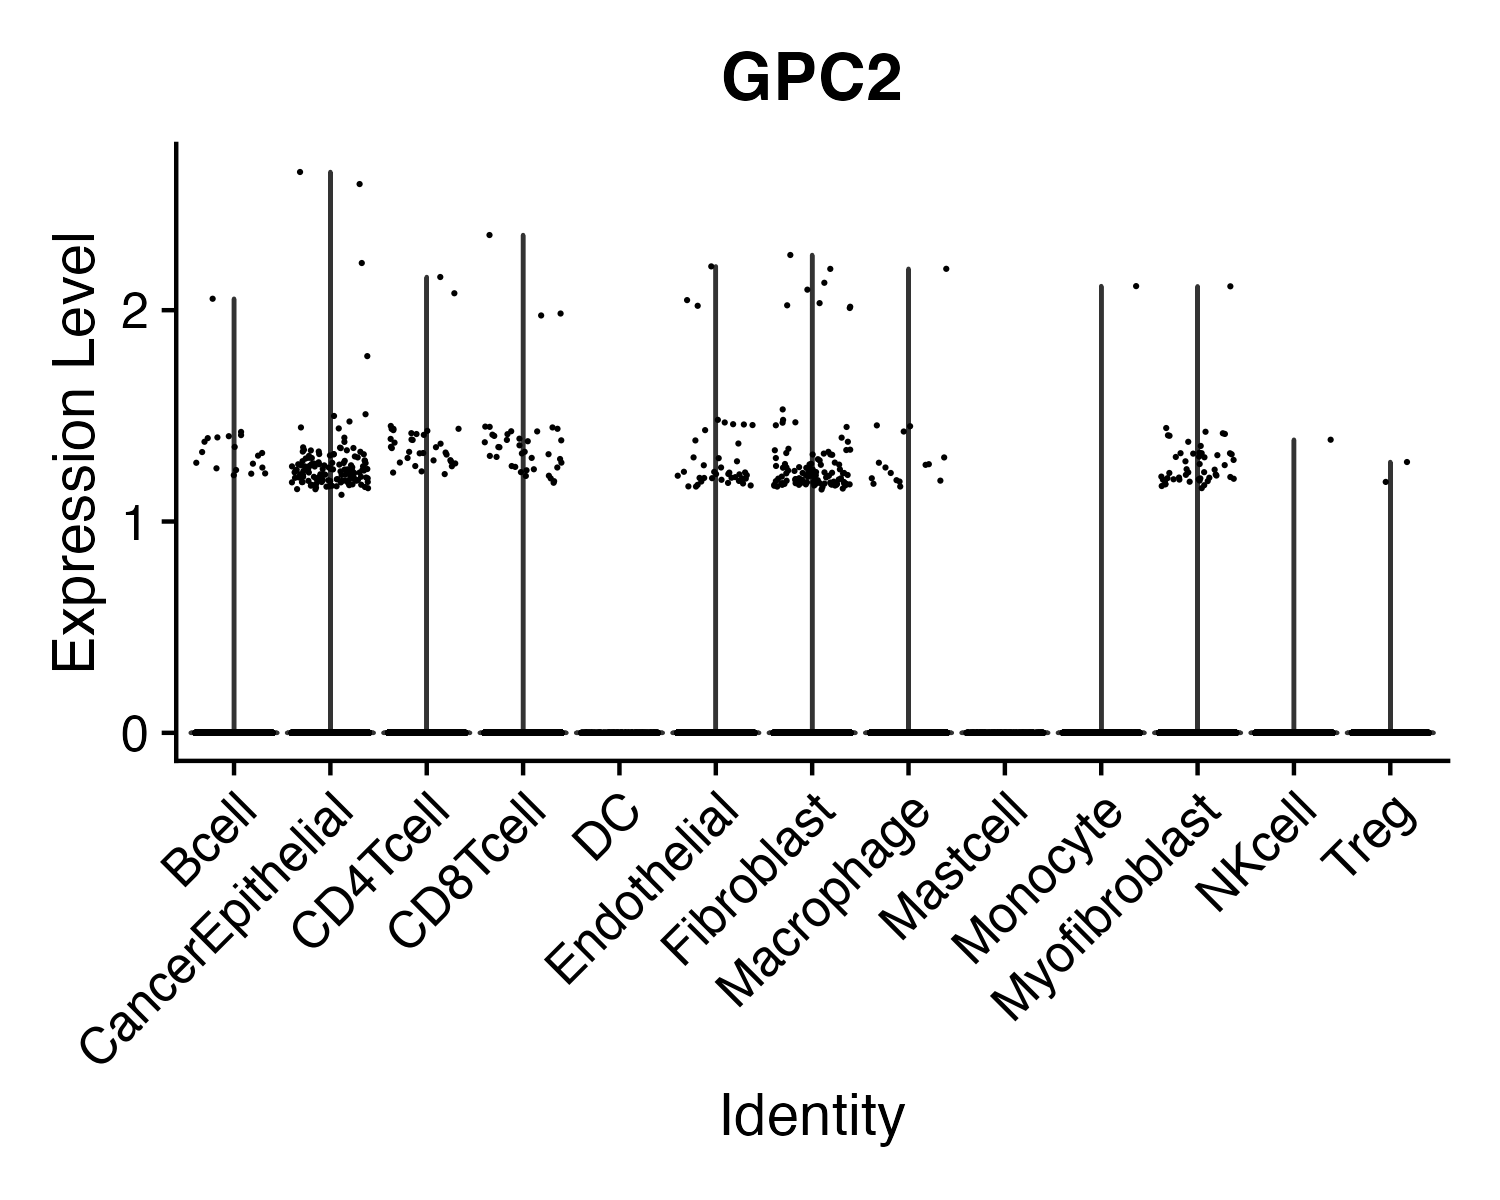 GPC2
Expression Level
2
1
0
Bcell
CancerEpithelial
CD4Tcell
CD8Tcell
DC
Endothelial
Fibroblast
Macrophage
Mastcell
Monocyte
Myofibroblast
NKcell
Treg
Identity